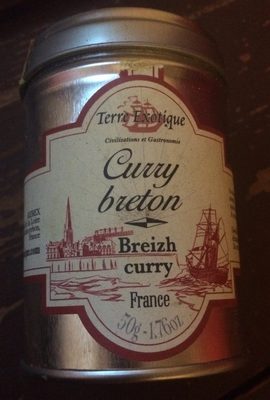 Terre Exotique
Civilisations et Gastronomie
Curry
breton
Breizh
curry
France
50g - 1,76oz